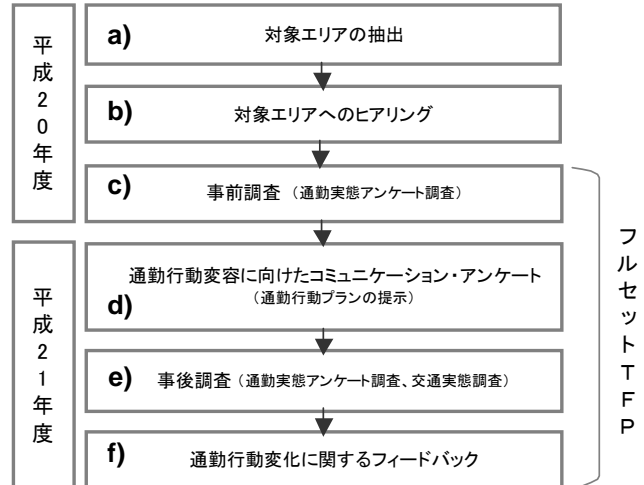 平成20年度
a) 対象エリアの抽出
b) 対象エリアへのヒアリング
c) 事前調査（通勤実態アンケート調査）
平成21年度
通勤行動変容に向けたコミュニケーション・アンケート
d) （通勤行動プランの提示）
e) 事後調査（通勤実態アンケート調査、交通実態調査）
f) 通勤行動変化に関するフィードバック
フルセットTFP